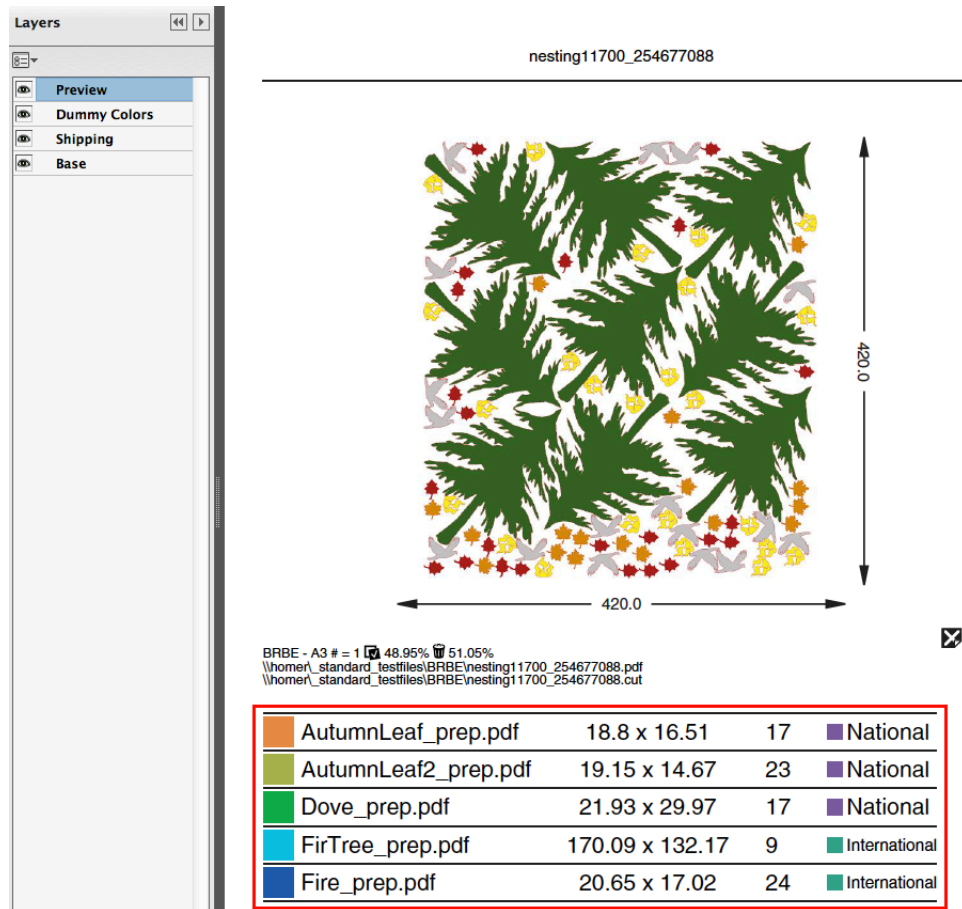 Layers
Preview
Dummy Colors
Shipping
Base
nesting11700_254677088
420.0
420.0
BRBE - A3 # = 1 48.95% 51.05%
\\homer\_standard_testfiles\BRBE\nesting11700_254677088.pdf
\\homer\_standard_testfiles\BRBE\nesting11700_254677088.cut
AutumnLeaf_prep.pdf 18.8 x 16.51 17 National
AutumnLeaf2_prep.pdf 19.15 x 14.67 23 National
Dove_prep.pdf 21.93 x 29.97 17 National
FirTree_prep.pdf 170.09 x 132.17 9 International
Fire_prep.pdf 20.65 x 17.02 24 International